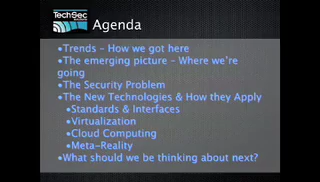 TechSec
Agenda
•Trends – How we got here
•The emerging picture – Where we're
going
•The Security Problem
•The New Technologies & How they Apply
•Standards & Interfaces
•Virtualization
•Cloud Computing
•Meta-Reality
•What should we be thinking about next?